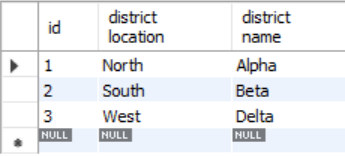 id district location district name
1 North Alpha
2 South Beta
3 West Delta
NULL NULL NULL